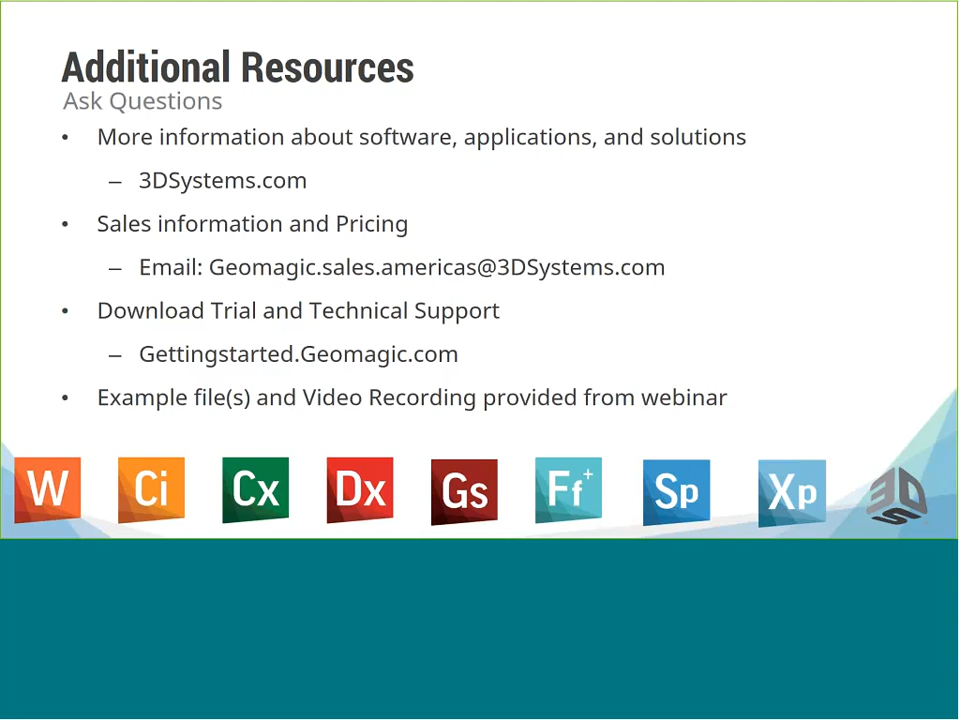 Additional Resources
Ask Questions
• More information about software, applications, and solutions
– 3DSystems.com
• Sales information and Pricing
– Email: Geomagic.sales.americas@3DSystems.com
• Download Trial and Technical Support
– Gettingstarted.Geomagic.com
• Example file(s) and Video Recording provided from webinar
W Ci Cx Dx Gs Ff+ Sp Xp 3DS